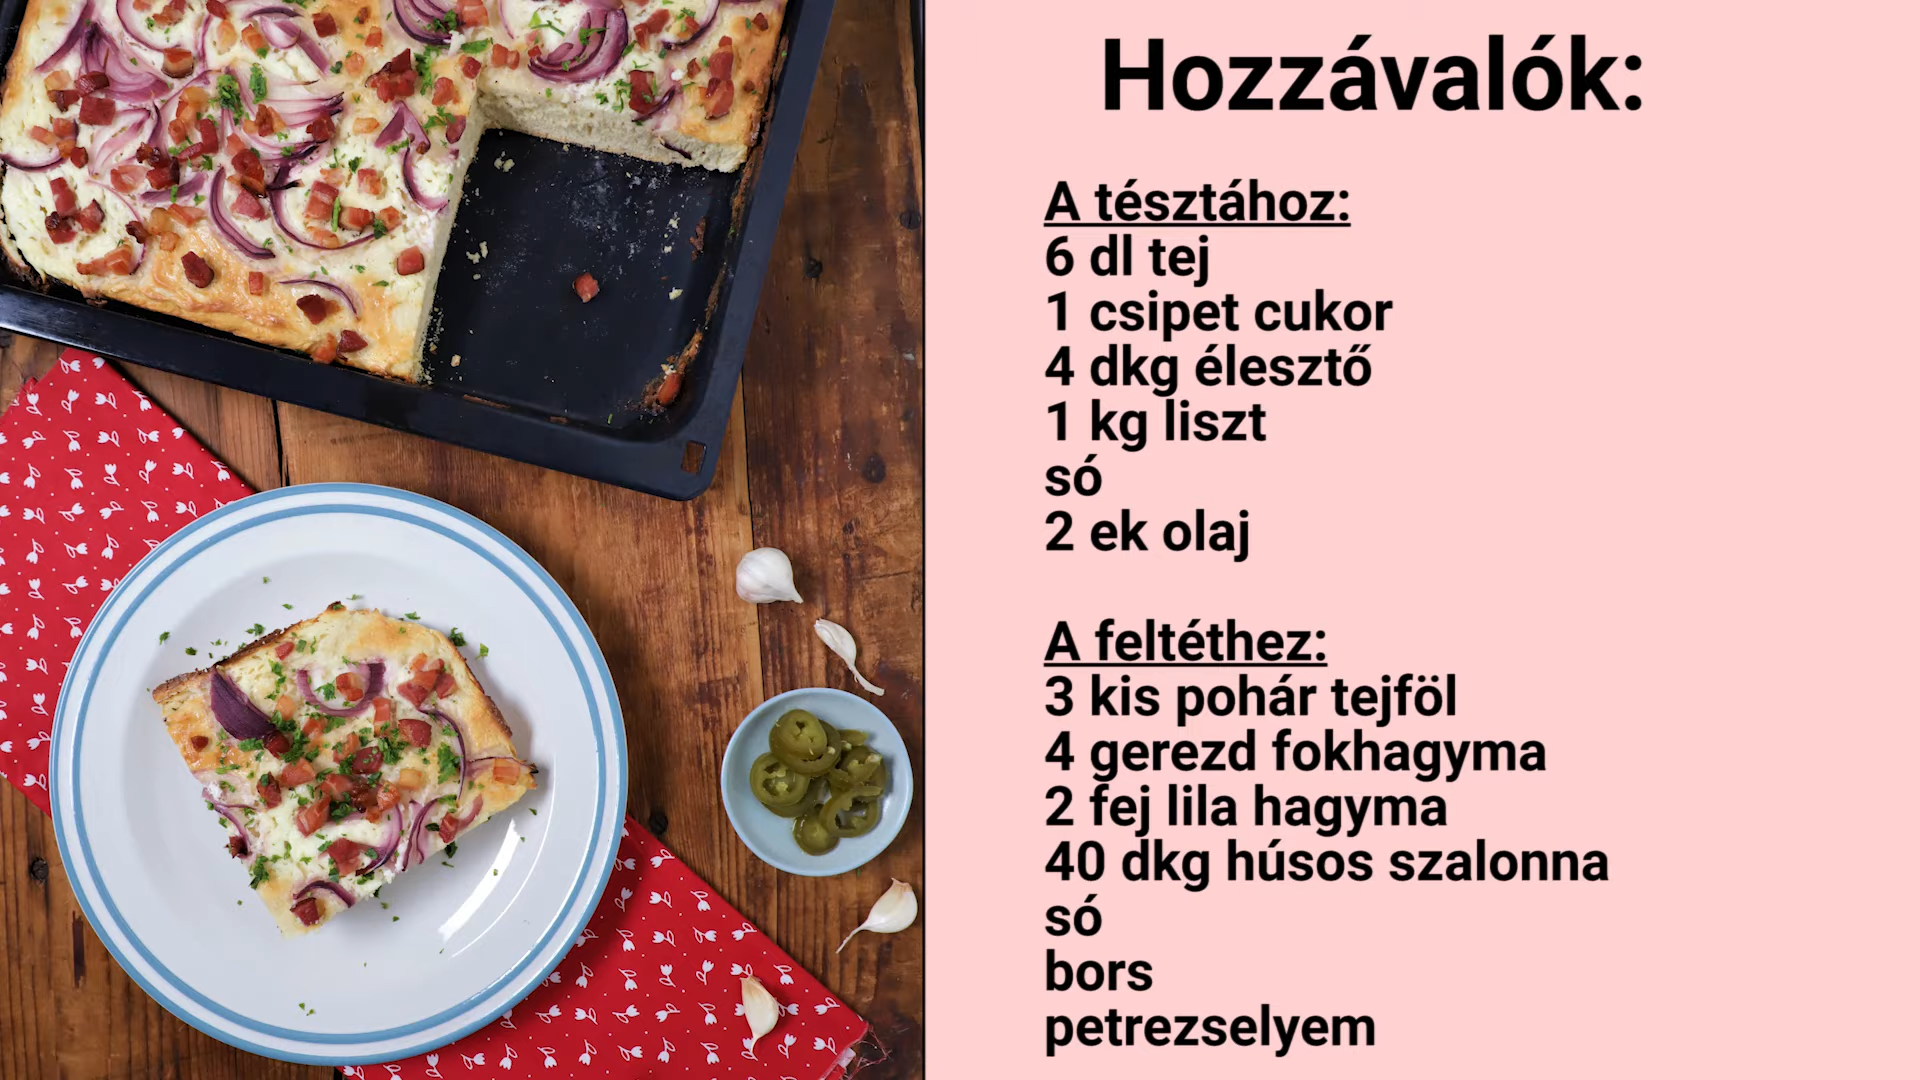 Hozzávalók:
A tésztához:
6 dl tej
1 csipet cukor
4 dkg élesztő
1 kg liszt
só
2 ek olaj
A feltéthez:
3 kis pohár tejföl
4 gerezd fokhagyma
2 fej lila hagyma
40 dkg húsos szalonna
só
bors
petrezselyem